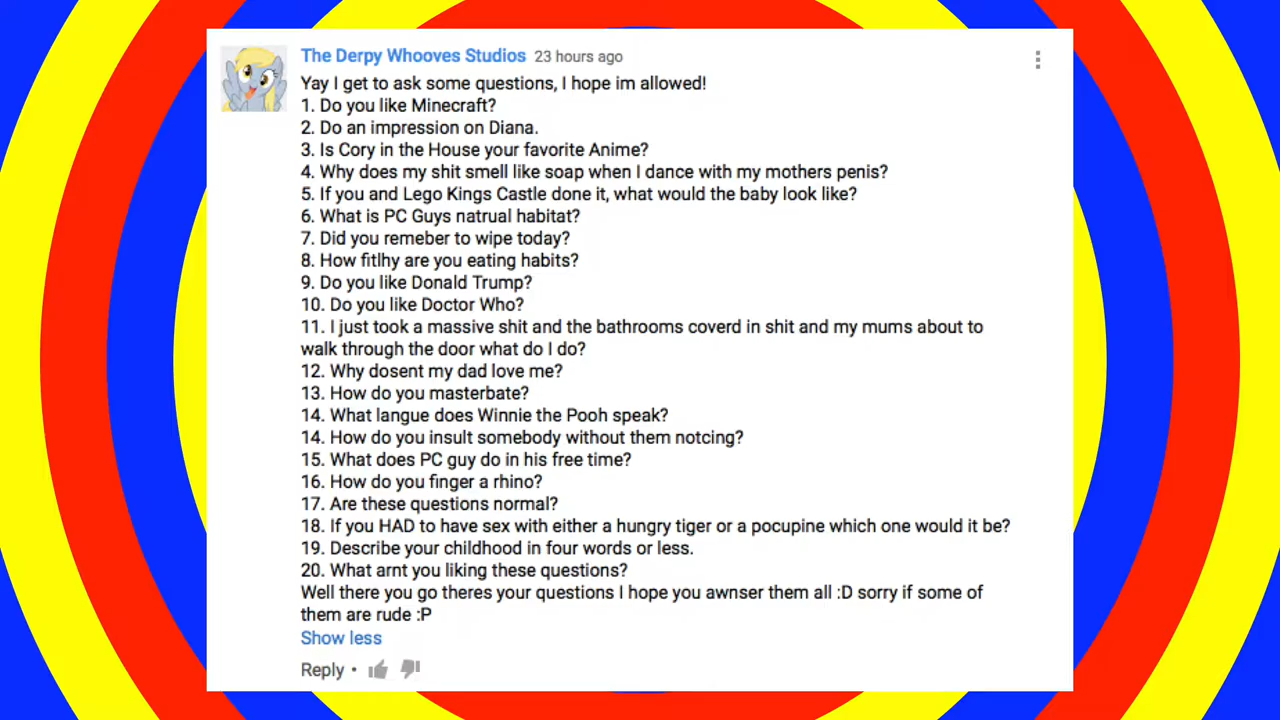 The Derpy Whooves Studios 23 hours ago
Yay I get to ask some questions, I hope im allowed!
1. Do you like Minecraft?
2. Do an impression on Diana.
3. Is Cory in the House your favorite Anime?
4. Why does my shit smell like soap when I dance with my mothers penis?
5. If you and Lego Kings Castle done it, what would the baby look like?
6. What is PC Guys natrual habitat?
7. Did you remeber to wipe today?
8. How fitlhy are you eating habits?
9. Do you like Donald Trump?
10. Do you like Doctor Who?
11. I just took a massive shit and the bathrooms coverd in shit and my mums about to
walk through the door what do I do?
12. Why dosent my dad love me?
13. How do you masterbate?
14. What langue does Winnie the Pooh speak?
14. How do you insult somebody without them notcing?
15. What does PC guy do in his free time?
16. How do you finger a rhino?
17. Are these questions normal?
18. If you HAD to have sex with either a hungry tiger or a pocupine which one would it be?
19. Describe your childhood in four words or less.
20. What arnt you liking these questions?
Well there you go theres your questions I hope you awnser them all :D sorry if some of
them are rude :P
Show less
Reply •